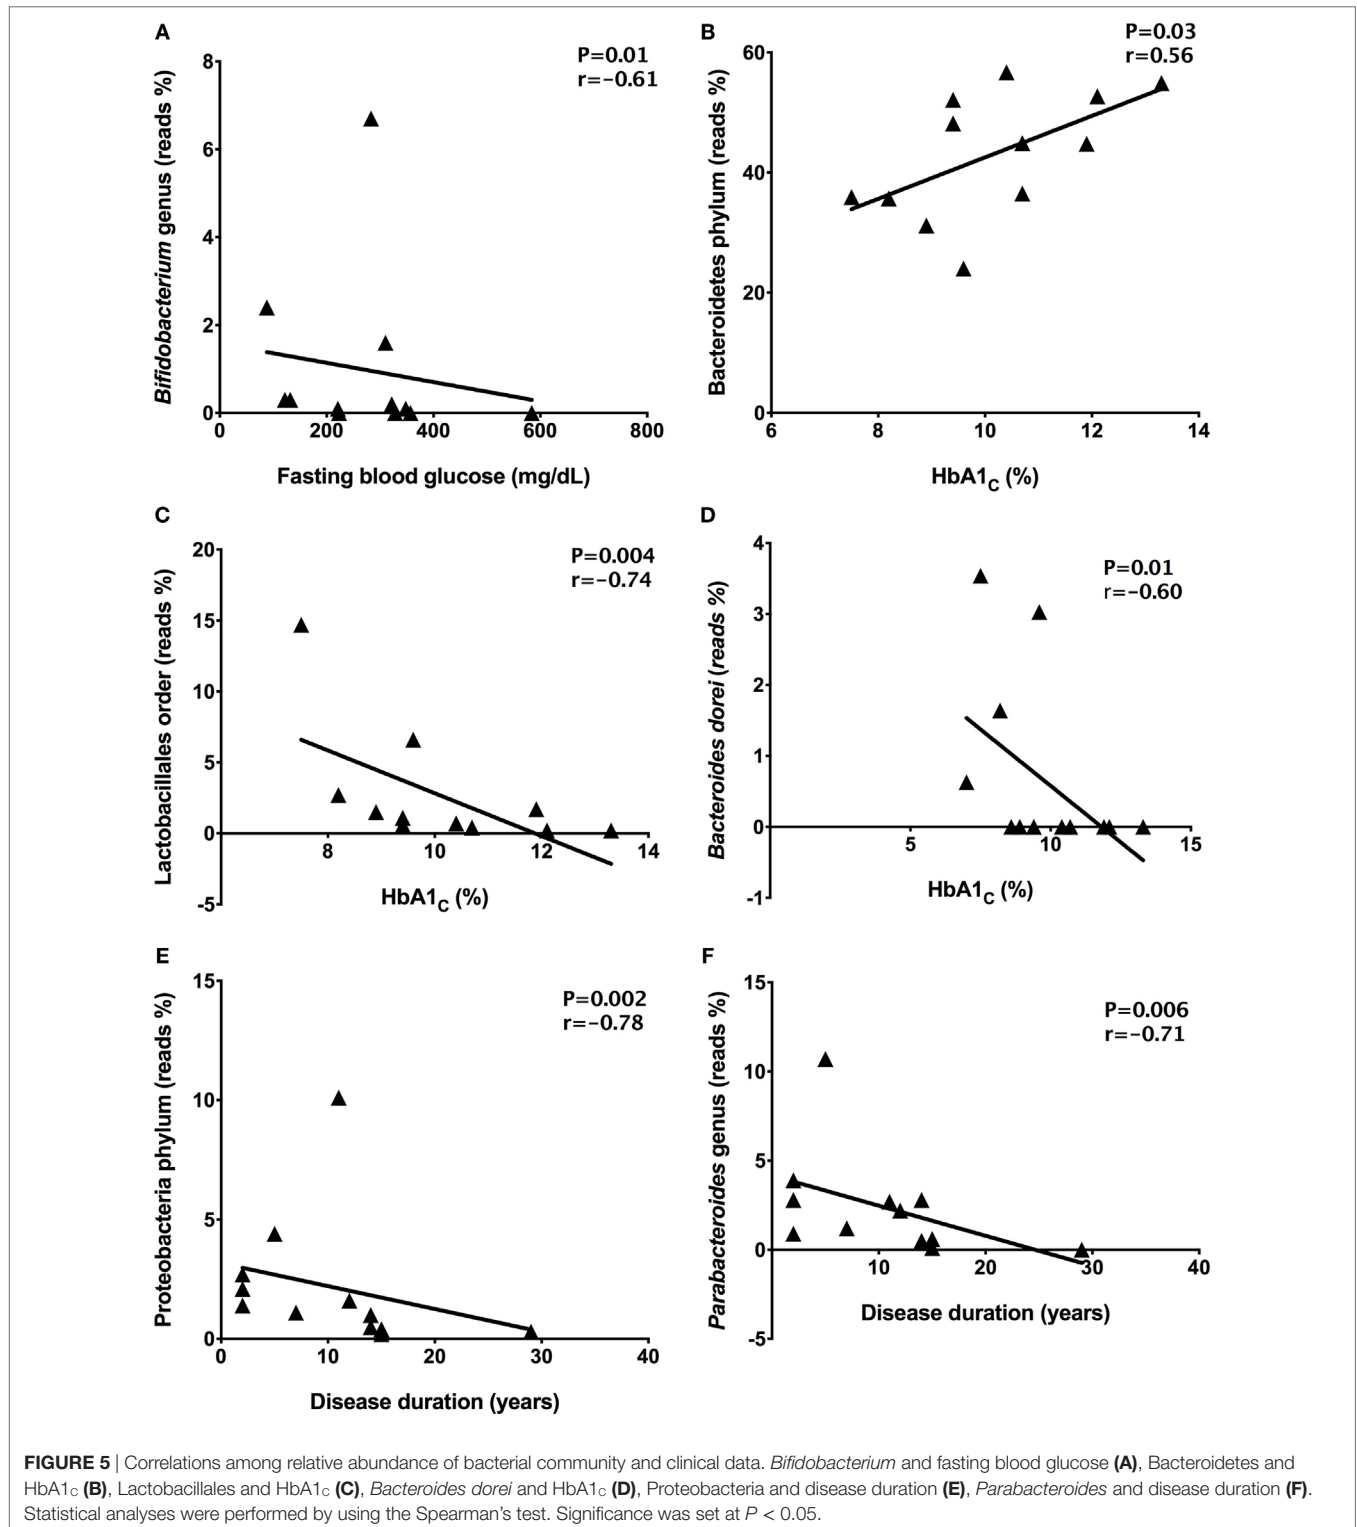 A
P=0.01
r=−0.61
8
6
4
2
0
Bifidobacterium genus (reads %)
0 200 400 600 800
Fasting blood glucose (mg/dL)
B
P=0.03
r=0.56
60
40
20
0
Bacteroidetes phylum (reads %)
6 8 10 12 14
HbA1C (%)
C
P=0.004
r=−0.74
20
15
10
5
0
-5
Lactobacillales order (reads %)
8 10 12 14
HbA1C (%)
D
P=0.01
r=−0.60
4
3
2
1
0
-1
Bacteroides dorei (reads %)
5 10 15
HbA1C (%)
E
P=0.002
r=−0.78
15
10
5
0
Proteobacteria phylum (reads %)
0 10 20 30 40
Disease duration (years)
F
P=0.006
r=−0.71
15
10
5
0
-5
Parabacteroides genus (reads %)
10 20 30 40
Disease duration (years)
FIGURE 5 | Correlations among relative abundance of bacterial community and clinical data. Bifidobacterium and fasting blood glucose (A), Bacteroidetes and
HbA1c (B), Lactobacillales and HbA1c (C), Bacteroides dorei and HbA1c (D), Proteobacteria and disease duration (E), Parabacteroides and disease duration (F).
Statistical analyses were performed by using the Spearman's test. Significance was set at P < 0.05.